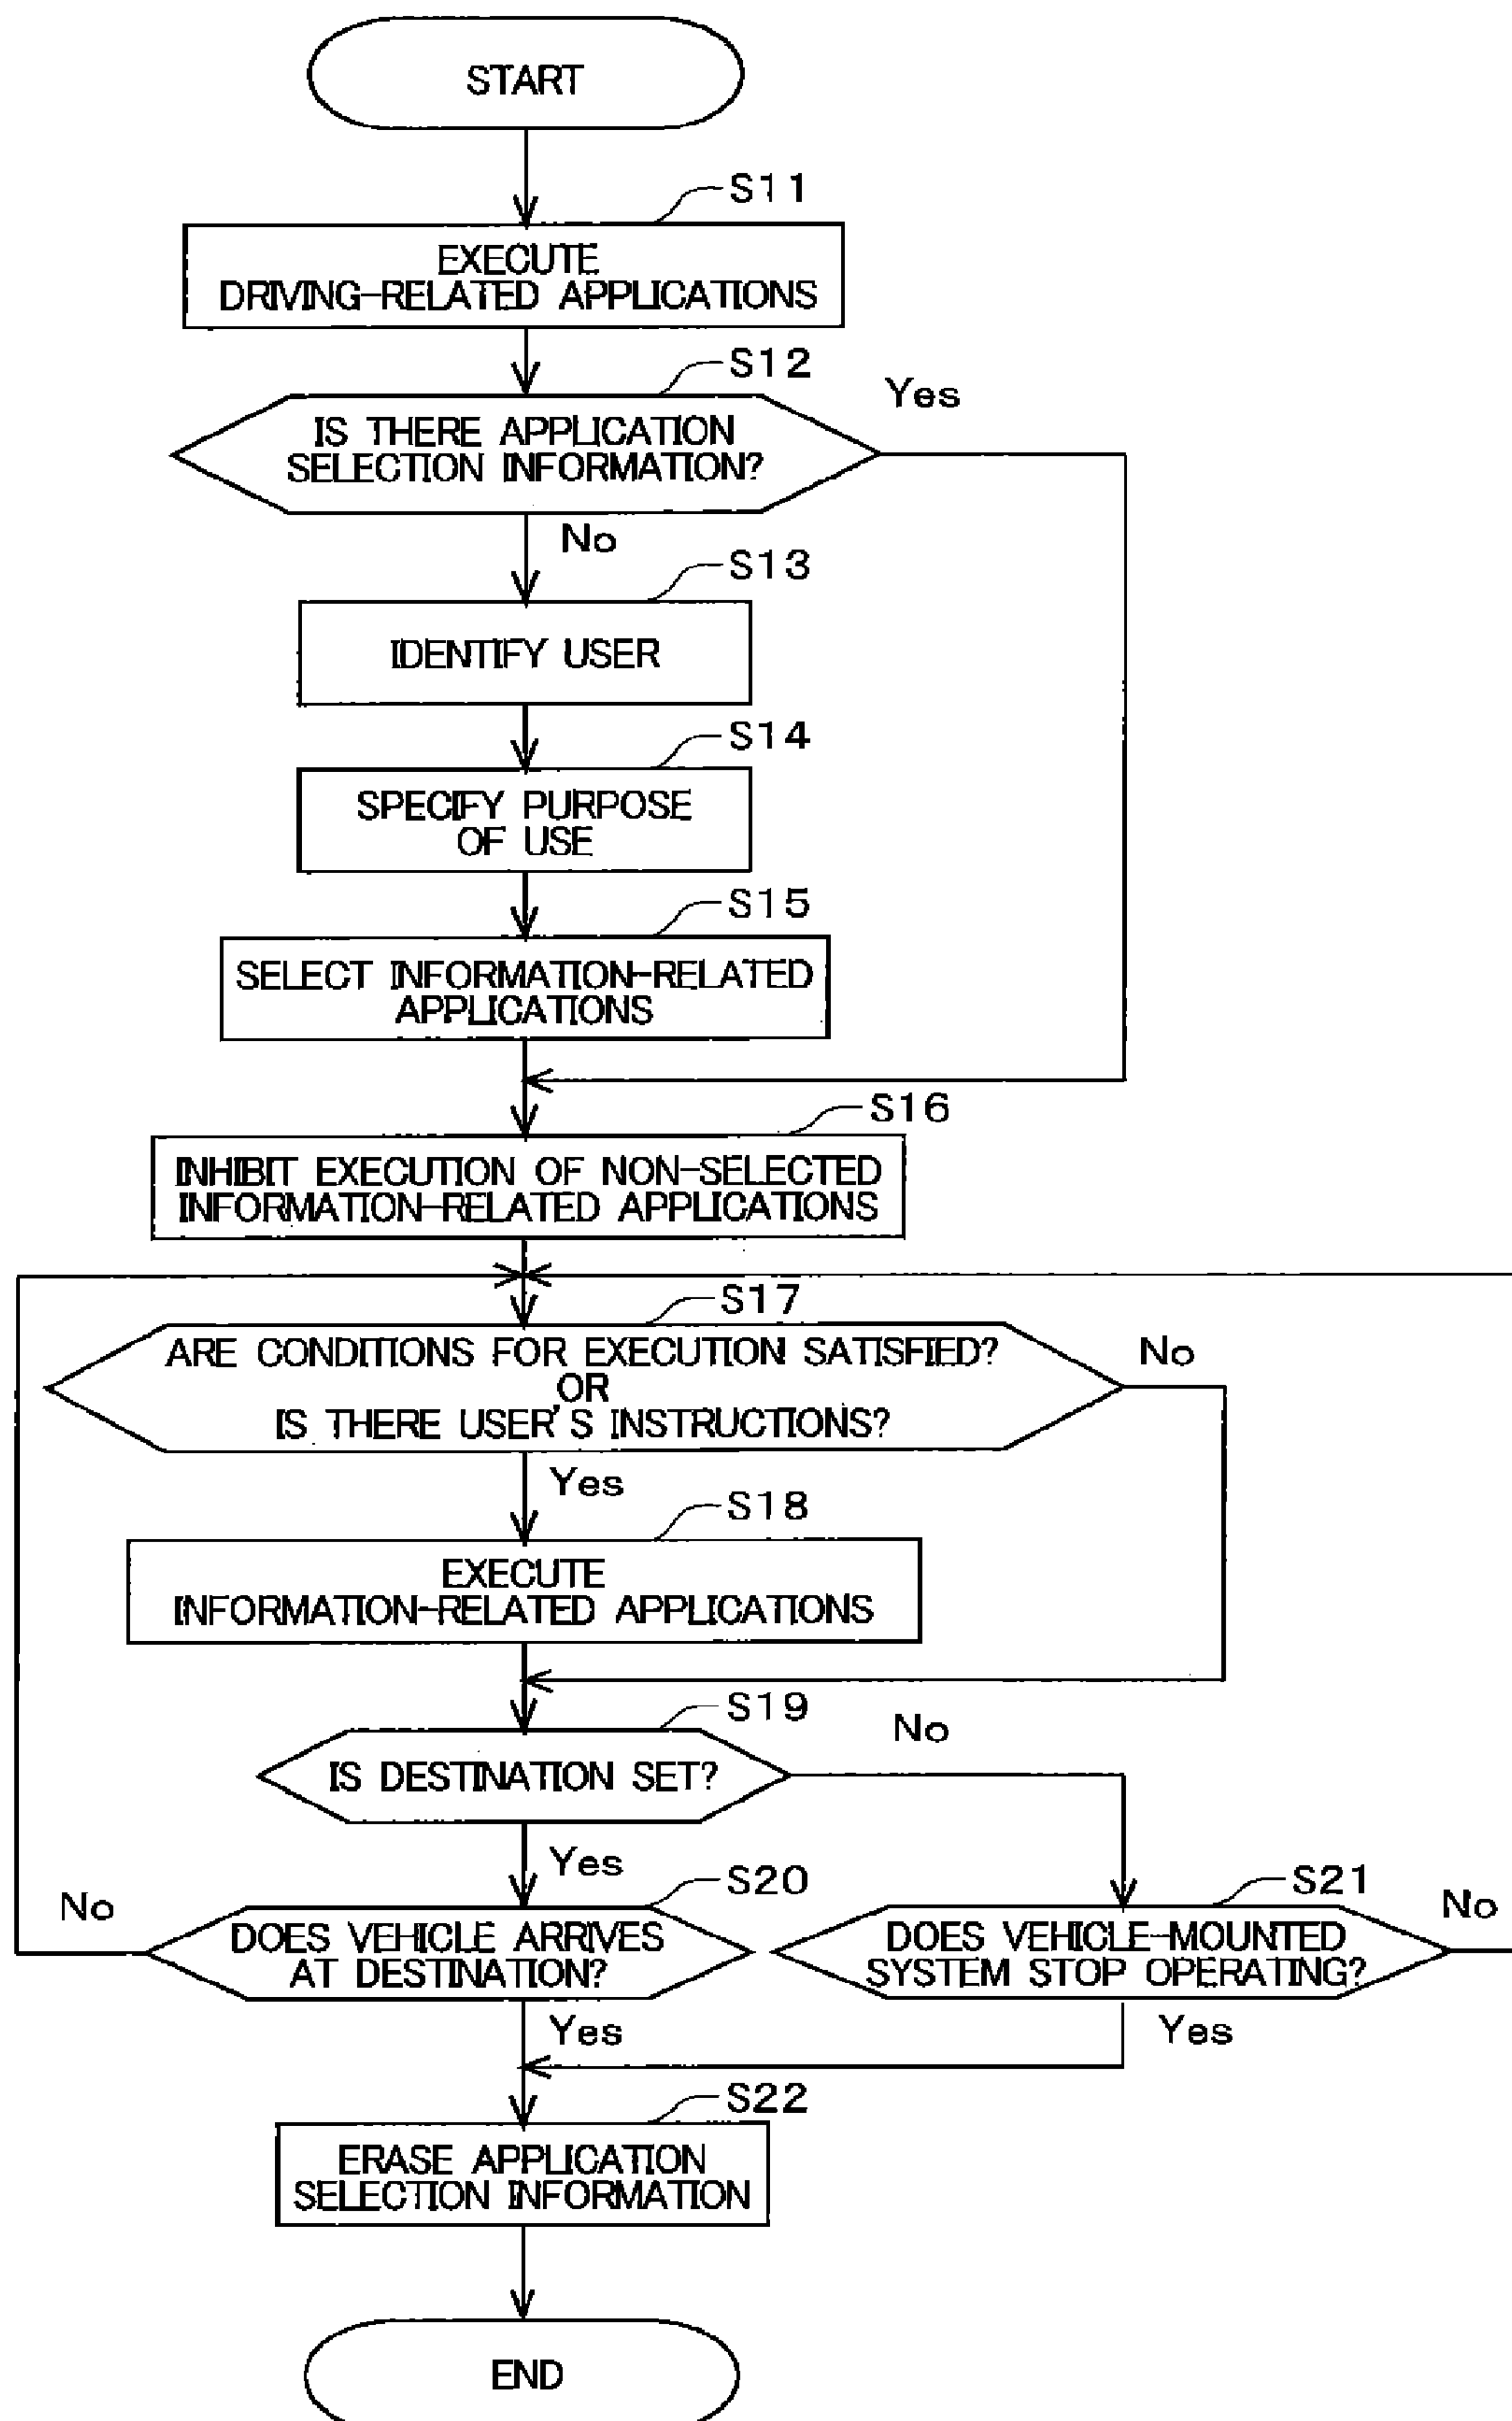 START
S11
EXECUTE
DRIVING-RELATED APPLICATIONS
S12
Yes
IS THERE APPLICATION
SELECTION INFORMATION?
No
S13
IDENTIFY USER
S14
SPECIFY PURPOSE
OF USE
S15
SELECT INFORMATION-RELATED
APPLICATIONS
S16
INHIBIT EXECUTION OF NON-SELECTED
INFORMATION-RELATED APPLICATIONS
S17
ARE CONDITIONS FOR EXECUTION SATISFIED?
No
OR
IS THERE USER'S INSTRUCTIONS?
Yes
S18
EXECUTE
INFORMATION-RELATED APPLICATIONS
S19
No
IS DESTINATION SET?
Yes
S20
S21
No
No
DOES VEHICLE ARRIVES
AT DESTINATION?
DOES VEHICLE-MOUNTED
SYSTEM STOP OPERATING?
Yes
Yes
S22
ERASE APPLICATION
SELECTION INFORMATION
END